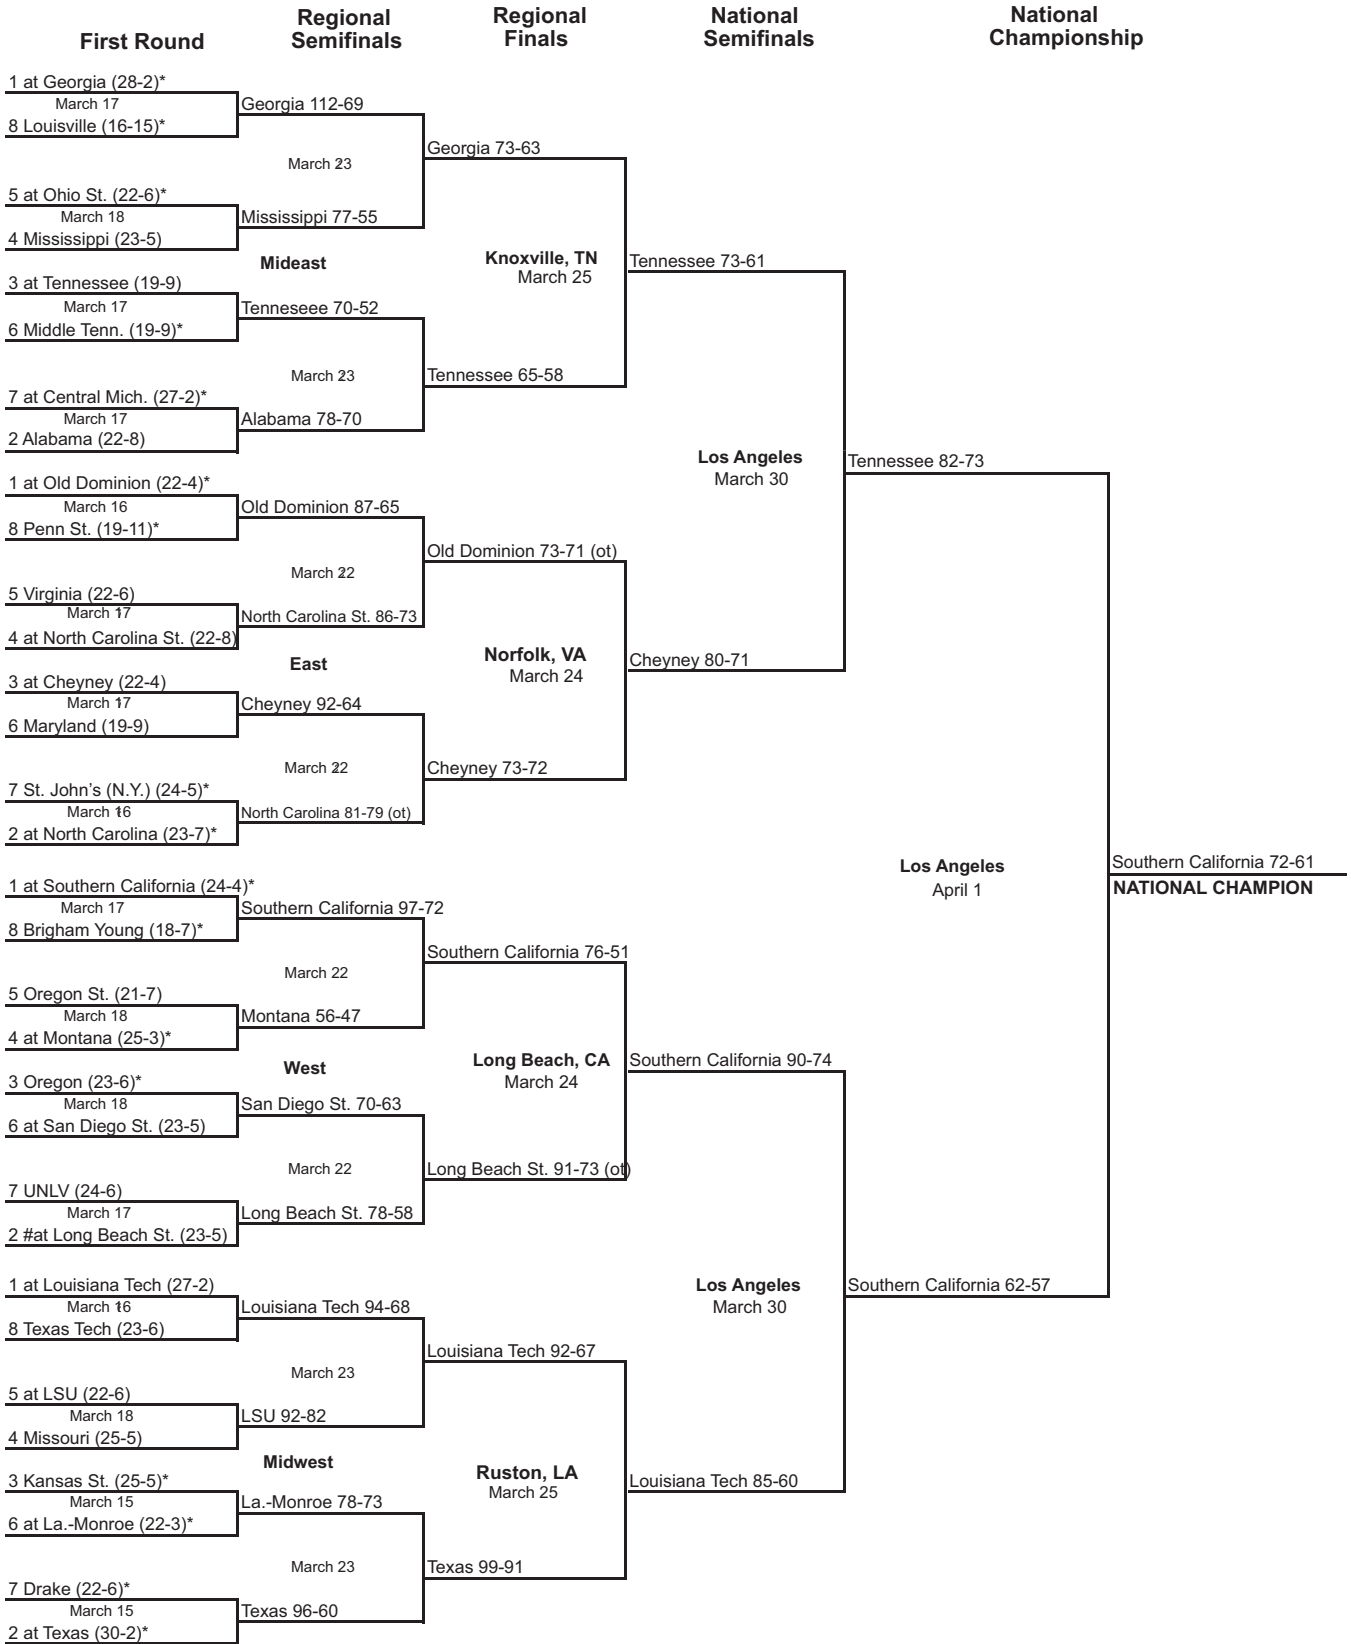 First Round
Regional
Semifinals
Regional
Finals
National
Semifinals
National
Championship
1 at Georgia (28-2)*
March 17
8 Louisville (16-15)*
Georgia 112-69
March 23
Georgia 73-63
5 at Ohio St. (22-6)*
March 18
4 Mississippi (23-5)
Mississippi 77-55
Mideast
Knoxville, TN
March 25
Tennessee 73-61
3 at Tennessee (19-9)
March 17
6 Middle Tenn. (19-9)*
Tenneseee 70-52
March 23
Tennessee 65-58
7 at Central Mich. (27-2)*
March 17
2 Alabama (22-8)
Alabama 78-70
Los Angeles
March 30
Tennessee 82-73
1 at Old Dominion (22-4)*
March 16
8 Penn St. (19-11)*
Old Dominion 87-65
March 22
Old Dominion 73-71 (ot)
5 Virginia (22-6)
March 17
4 at North Carolina St. (22-8)
North Carolina St. 86-73
East
Norfolk, VA
March 24
Cheyney 80-71
3 at Cheyney (22-4)
March 17
6 Maryland (19-9)
Cheyney 92-64
March 22
Cheyney 73-72
7 St. John's (N.Y.) (24-5)*
March 16
2 at North Carolina (23-7)*
North Carolina 81-79 (ot)
Los Angeles
April 1
Southern California 72-61
NATIONAL CHAMPION
1 at Southern California (24-4)*
March 17
8 Brigham Young (18-7)*
Southern California 97-72
March 22
Southern California 76-51
5 Oregon St. (21-7)
March 18
4 at Montana (25-3)*
Montana 56-47
West
Long Beach, CA
March 24
Southern California 90-74
3 Oregon (23-6)*
March 18
6 at San Diego St. (23-5)
San Diego St. 70-63
March 22
Long Beach St. 91-73 (ot)
7 UNLV (24-6)
March 17
2 #at Long Beach St. (23-5)
Long Beach St. 78-58
Los Angeles
March 30
Southern California 62-57
1 at Louisiana Tech (27-2)
March 16
8 Texas Tech (23-6)
Louisiana Tech 94-68
March 23
Louisiana Tech 92-67
5 at LSU (22-6)
March 18
4 Missouri (25-5)
LSU 92-82
Midwest
Ruston, LA
March 25
Louisiana Tech 85-60
3 Kansas St. (25-5)*
March 15
6 at La.-Monroe (22-3)*
La.-Monroe 78-73
March 23
Texas 99-91
7 Drake (22-6)*
March 15
2 at Texas (30-2)*
Texas 96-60